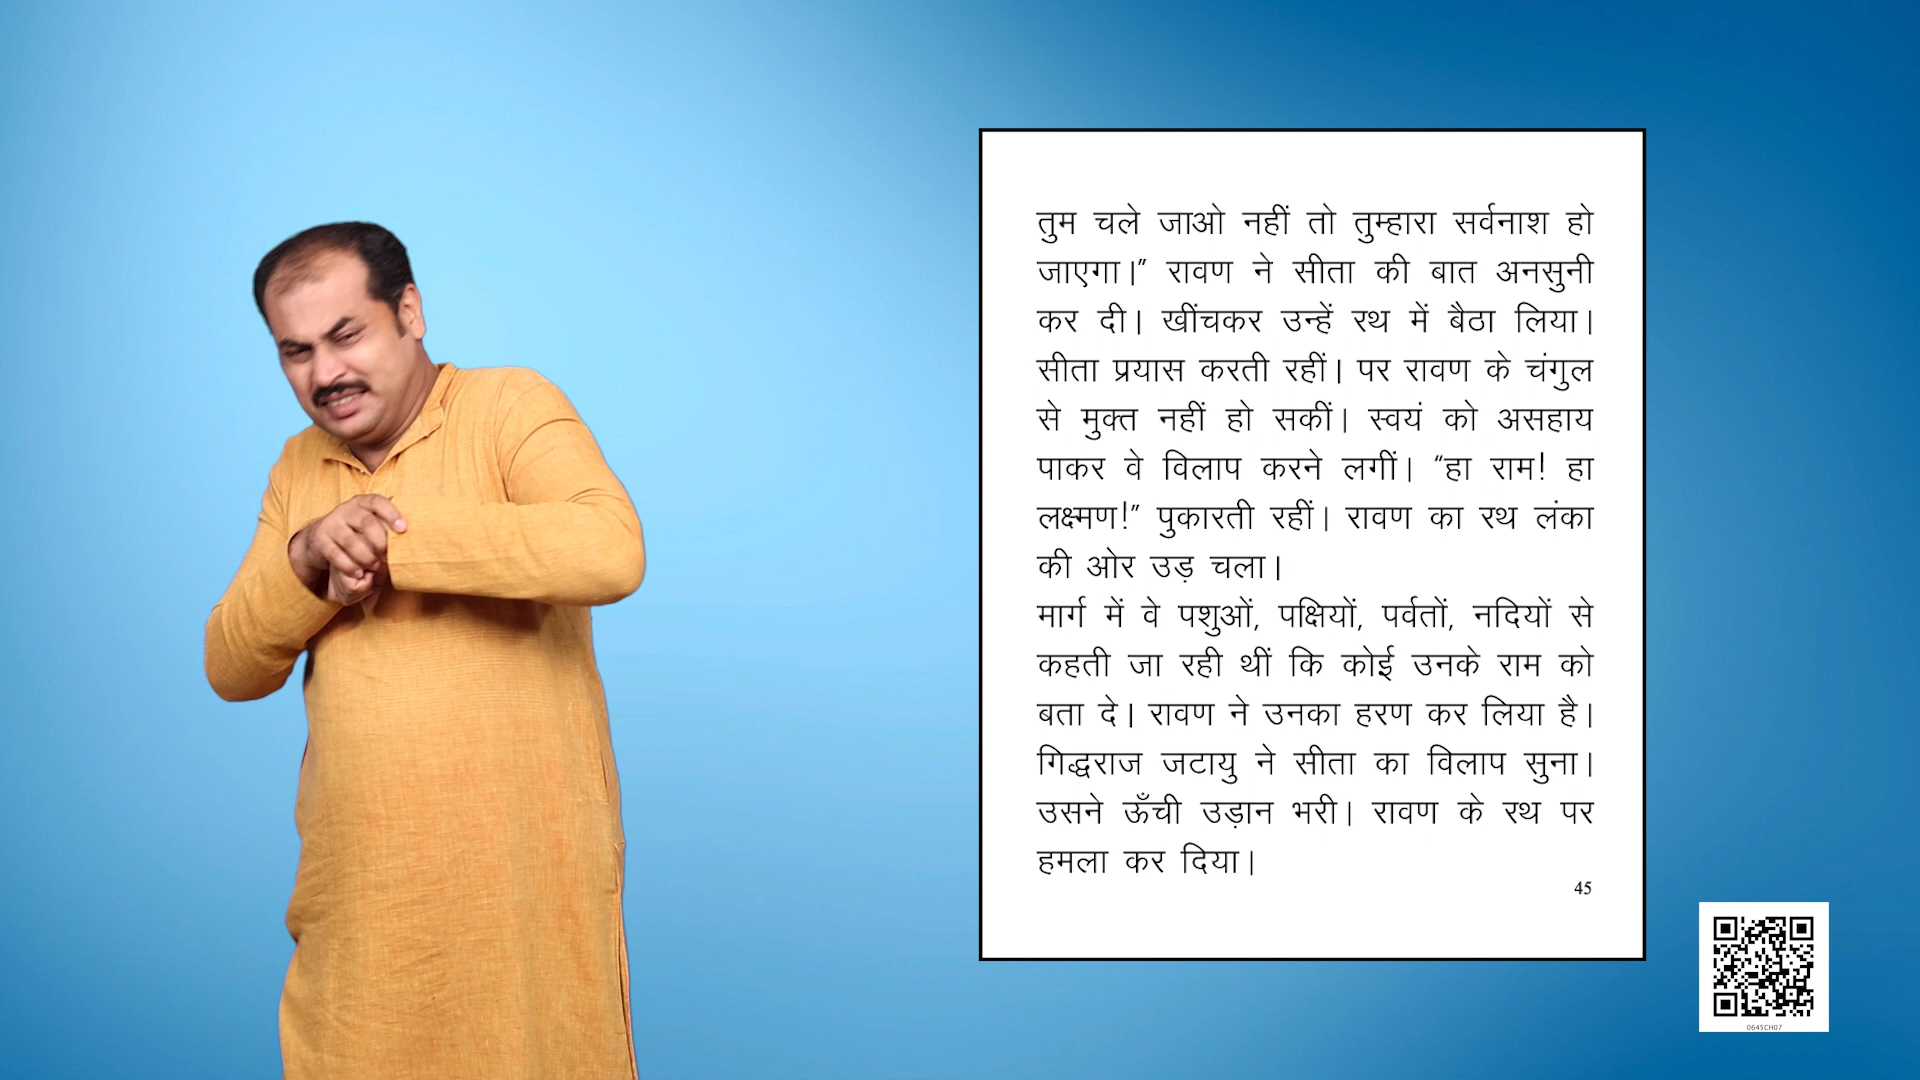 तुम चले जाओ नहीं तो तुम्हारा सर्वनाश हो
जाएगा।” रावण ने सीता की बात अनसुनी
कर दी। खींचकर उन्हें रथ में बैठा लिया।
सीता प्रयास करती रहीं। पर रावण के चंगुल
से मुक्त नहीं हो सकीं। स्वयं को असहाय
पाकर वे विलाप करने लगीं। “हा राम! हा
लक्ष्मण!” पुकारती रहीं। रावण का रथ लंका
की ओर उड़ चला।
मार्ग में वे पशुओं, पक्षियों, पर्वतों, नदियों से
कहती जा रही थीं कि कोई उनके राम को
बता दे। रावण ने उनका हरण कर लिया है।
गिद्धराज जटायु ने सीता का विलाप सुना।
उसने ऊँची उड़ान भरी। रावण के रथ पर
हमला कर दिया।
45
0645CH07